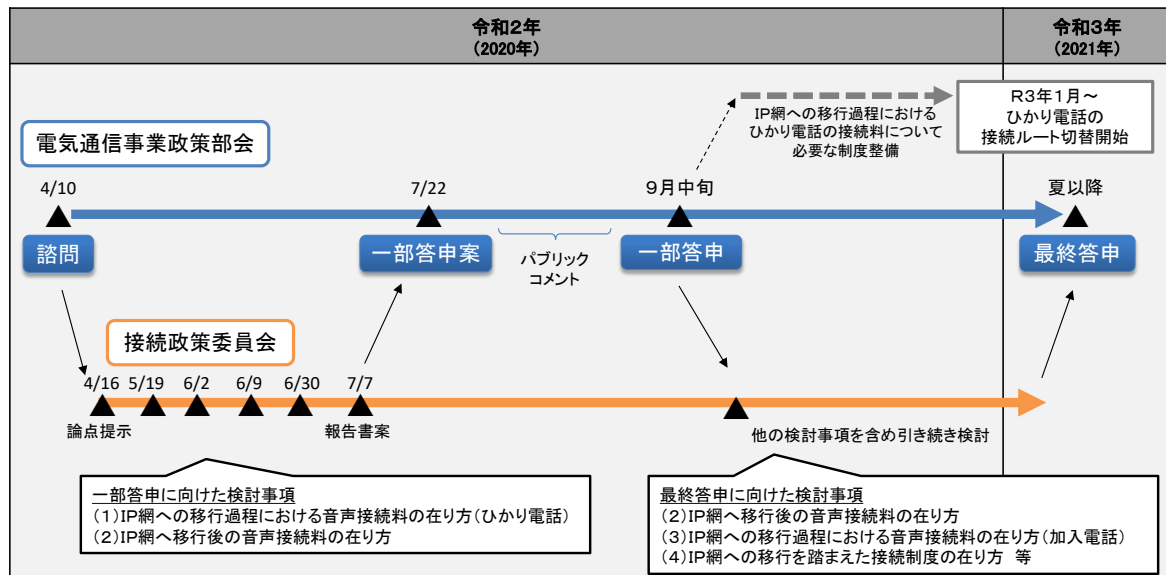 令和2年
(2020年)
令和3年
(2021年)
電気通信事業政策部会
IP網への移行過程における
ひかり電話の接続料について
必要な制度整備
R3年1月~
ひかり電話の
接続ルート切替開始
4/10
7/22
9月中旬
夏以降
諮問
一部答申案
パブリック
コメント
一部答申
最終答申
接続政策委員会
4/16
5/19
6/2
6/9
6/30
7/7
論点提示
報告書案
他の検討事項を含め引き続き検討
一部答申に向けた検討事項
(1)IP網への移行過程における音声接続料の在り方(ひかり電話)
(2)IP網へ移行後の音声接続料の在り方
最終答申に向けた検討事項
(2)IP網へ移行後の音声接続料の在り方
(3)IP網への移行過程における音声接続料の在り方(加入電話)
(4)IP網への移行を踏まえた接続制度の在り方 等